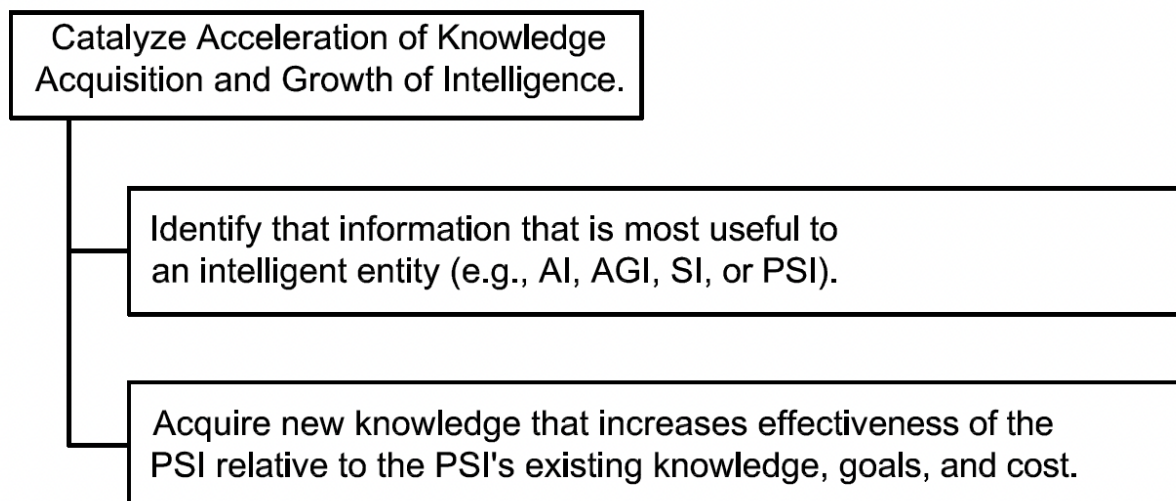 Catalyze Acceleration of Knowledge
Acquisition and Growth of Intelligence.
Identify that information that is most useful to
an intelligent entity (e.g., AI, AGI, SI, or PSI).
Acquire new knowledge that increases effectiveness of the
PSI relative to the PSI's existing knowledge, goals, and cost.